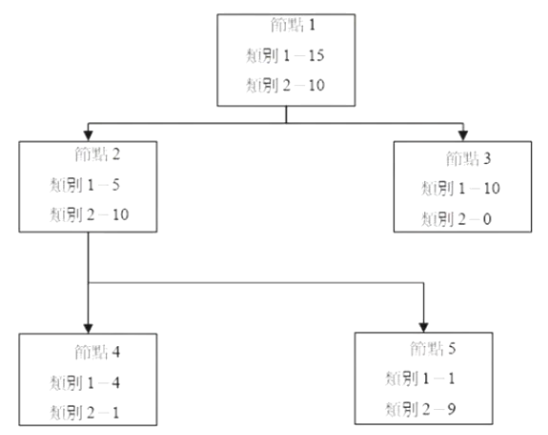 節點 1
類別 1－15
類別 2－10
節點 2
類別 1－5
類別 2－10
節點 3
類別 1－10
類別 2－0
節點 4
類別 1－4
類別 2－1
節點 5
類別 1－1
類別 2－9